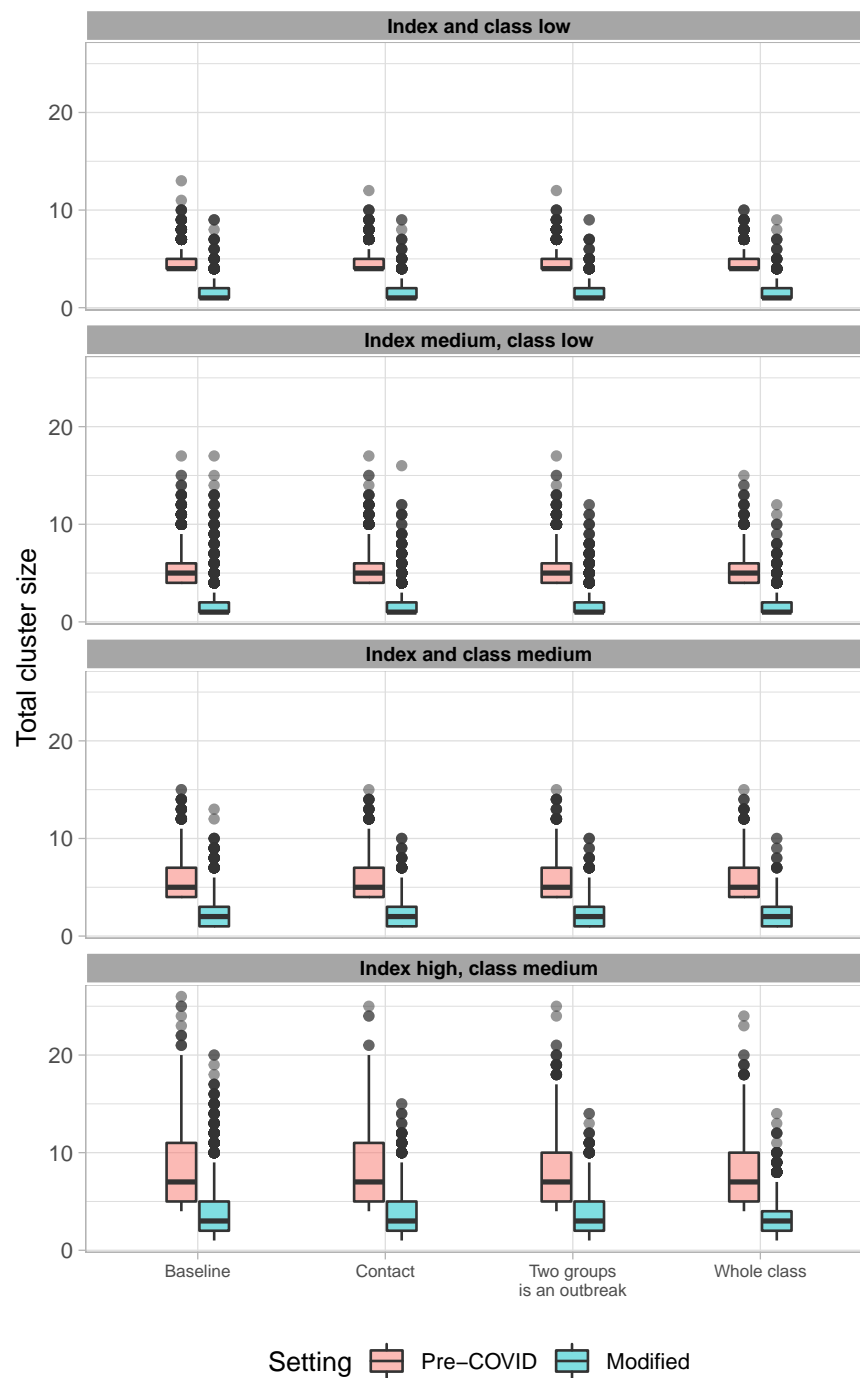 Index and class low
20
10
0
Index medium, class low
20
10
0
Index and class medium
20
10
0
Index high, class medium
20
10
0
Total cluster size
Baseline
Contact
Two groups
is an outbreak
Whole class
Setting
Pre−COVID
Modified